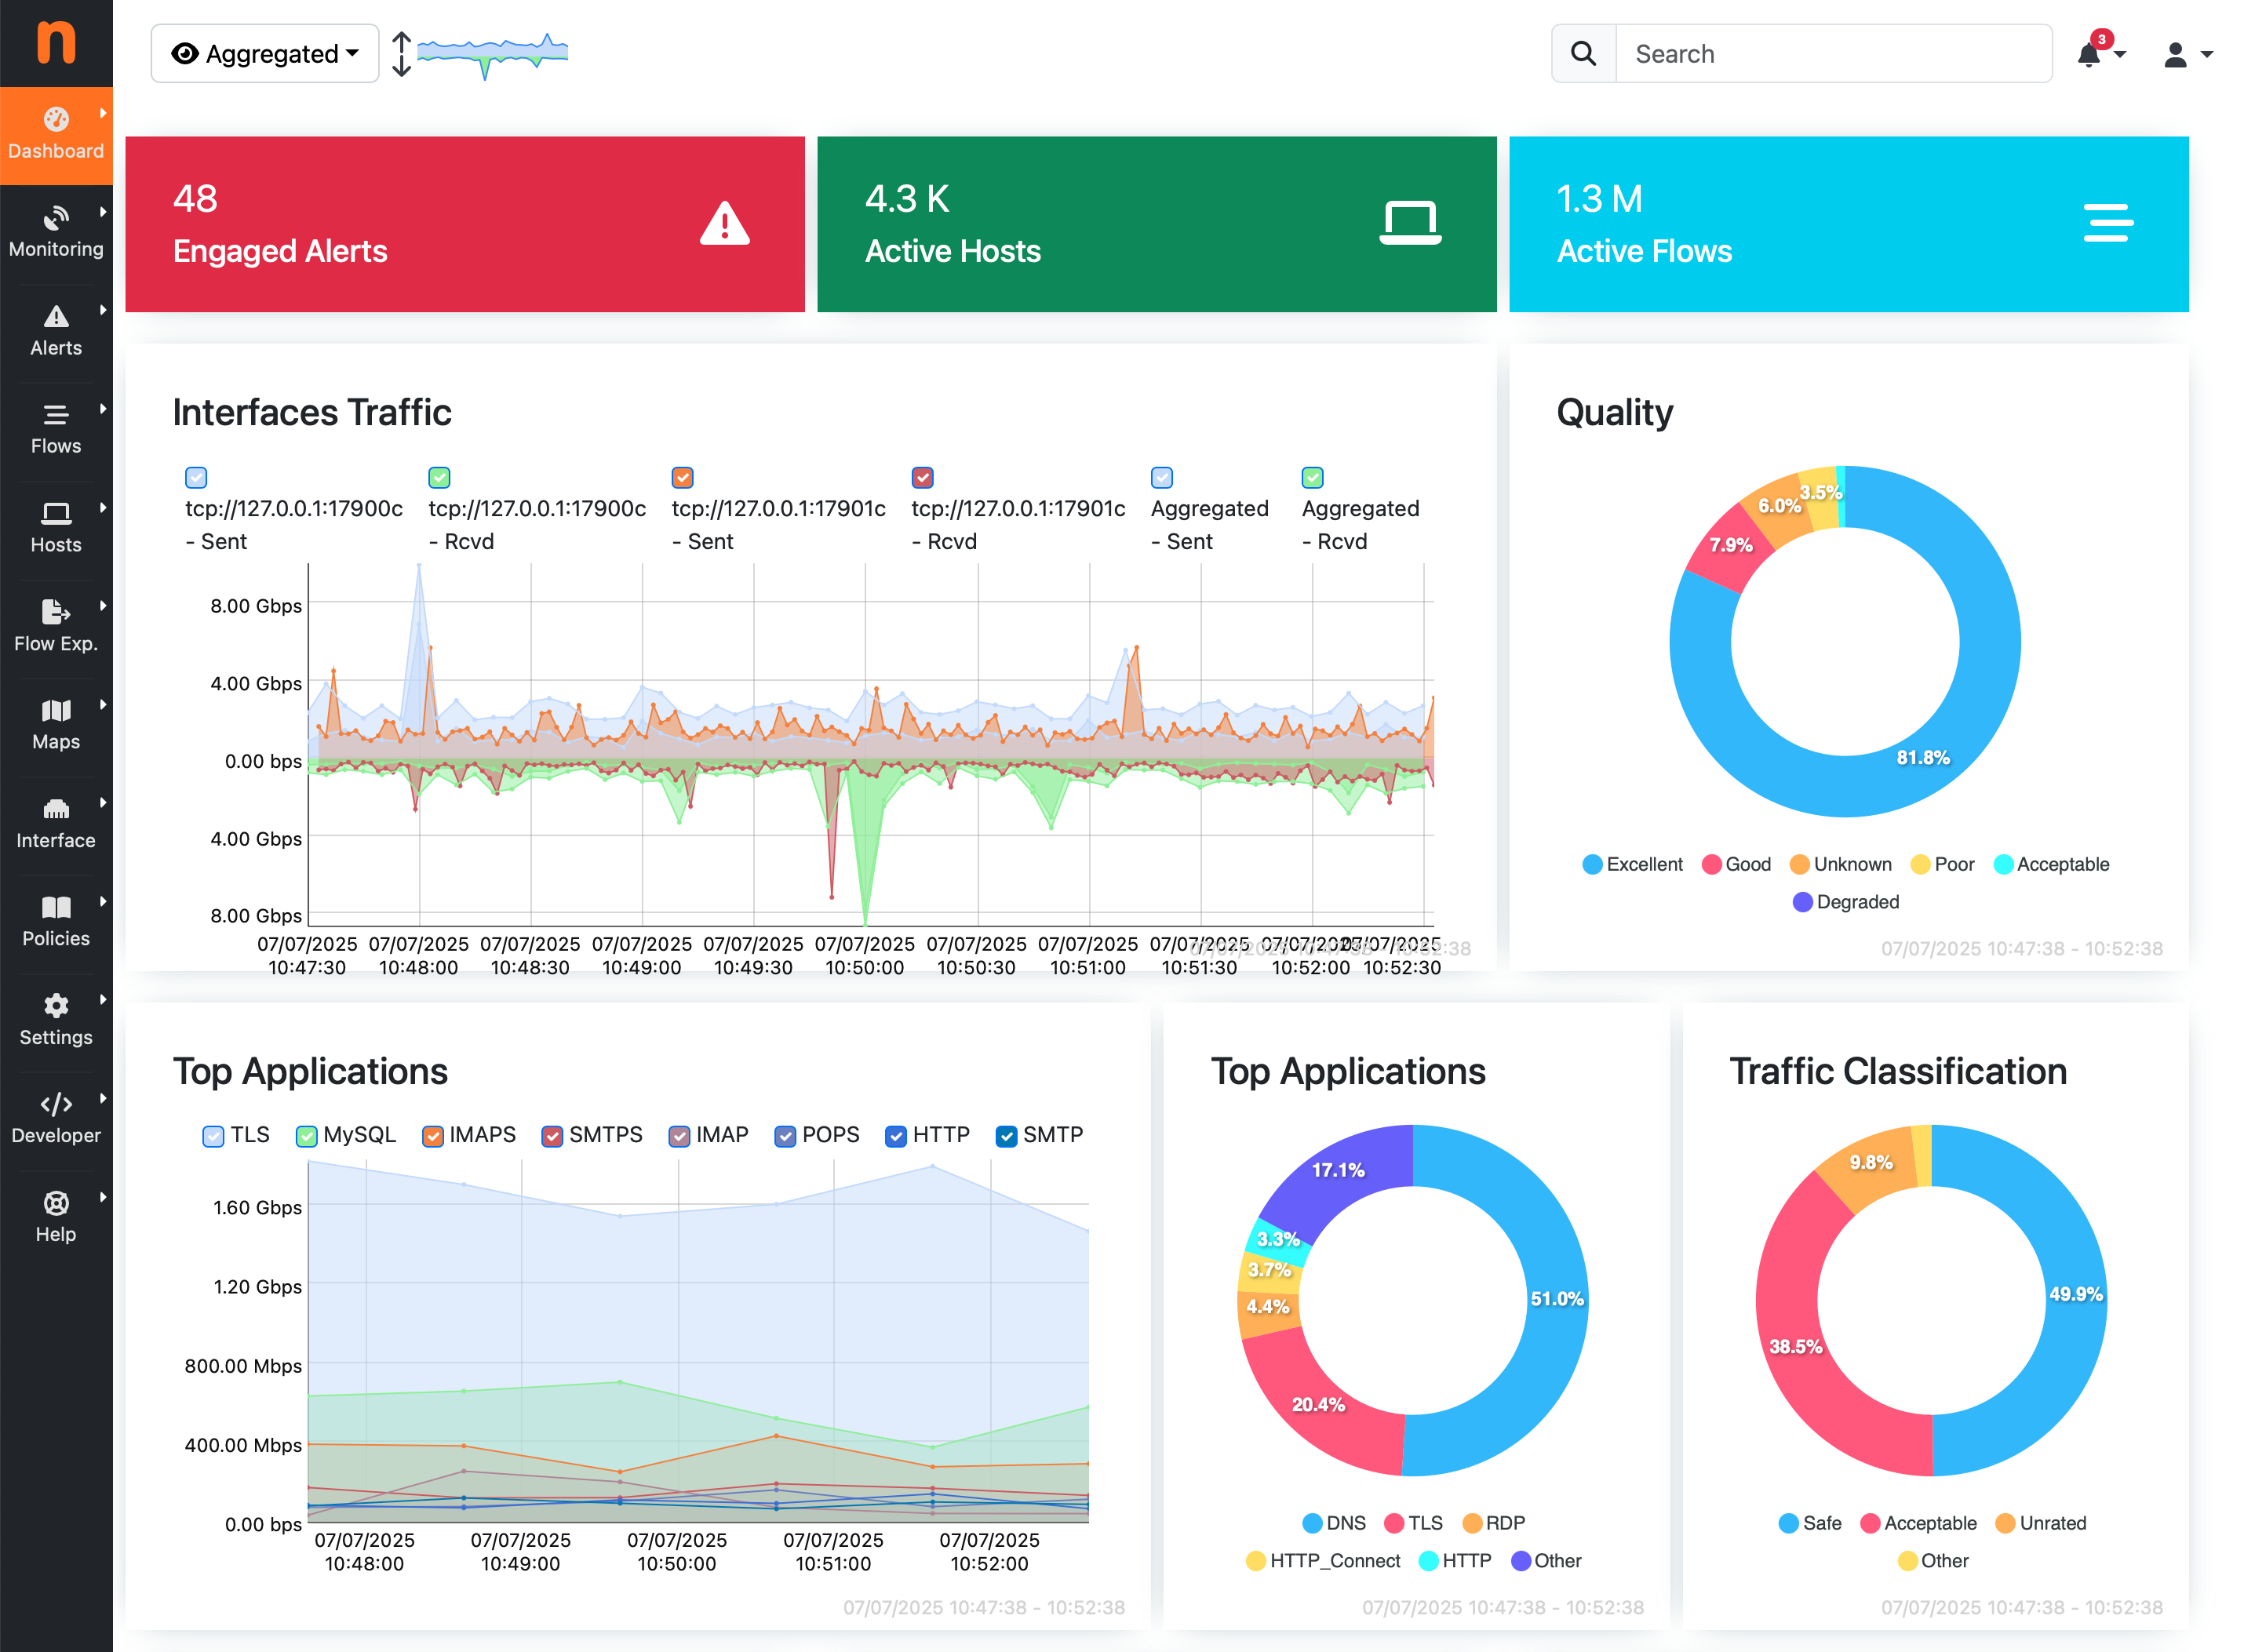 n
Aggregated
Search
3
Dashboard
Monitoring
Alerts
Flows
Hosts
Flow Exp.
Maps
Interface
Policies
Settings
Developer
Help
48
Engaged Alerts
4.3 K
Active Hosts
1.3 M
Active Flows
Interfaces Traffic
tcp://127.0.0.1:17900c
- Sent
tcp://127.0.0.1:17900c
- Rcvd
tcp://127.0.0.1:17901c
- Sent
tcp://127.0.0.1:17901c
- Rcvd
Aggregated
- Sent
Aggregated
- Rcvd
8.00 Gbps
4.00 Gbps
0.00 bps
4.00 Gbps
8.00 Gbps
07/07/2025
10:47:30
07/07/2025
10:48:00
07/07/2025
10:48:30
07/07/2025
10:49:00
07/07/2025
10:49:30
07/07/2025
10:50:00
07/07/2025
10:50:30
07/07/2025
10:51:00
07/07/2025
10:51:30
07/07/2025
10:52:00
07/07/2025
10:52:30
07/07/2025 10:47:38 - 10:52:38
Quality
3.5%
6.0%
7.9%
81.8%
Excellent Good Unknown Poor Acceptable
Degraded
07/07/2025 10:47:38 - 10:52:38
Top Applications
TLS MySQL IMAPS SMTPS IMAP POPS HTTP SMTP
1.60 Gbps
1.20 Gbps
800.00 Mbps
400.00 Mbps
0.00 bps
07/07/2025
10:48:00
07/07/2025
10:49:00
07/07/2025
10:50:00
07/07/2025
10:51:00
07/07/2025
10:52:00
07/07/2025 10:47:38 - 10:52:38
Top Applications
17.1%
3.3%
3.7%
4.4%
51.0%
20.4%
DNS TLS RDP
HTTP_Connect HTTP Other
07/07/2025 10:47:38 - 10:52:38
Traffic Classification
9.8%
49.9%
38.5%
Safe Acceptable Unrated
Other
07/07/2025 10:47:38 - 10:52:38